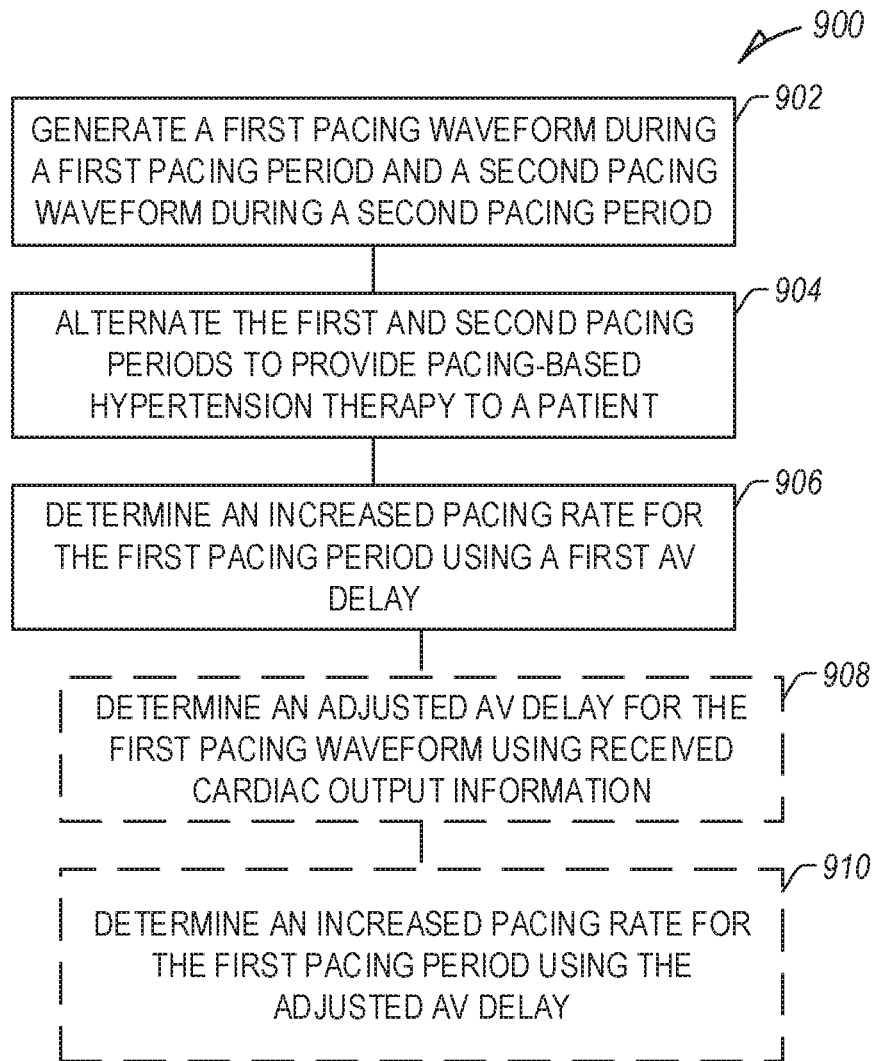 900
902
GENERATE A FIRST PACING WAVEFORM DURING
A FIRST PACING PERIOD AND A SECOND PACING
WAVEFORM DURING A SECOND PACING PERIOD
904
ALTERNATE THE FIRST AND SECOND PACING
PERIODS TO PROVIDE PACING-BASED
HYPERTENSION THERAPY TO A PATIENT
906
DETERMINE AN INCREASED PACING RATE FOR
THE FIRST PACING PERIOD USING A FIRST AV
DELAY
908
DETERMINE AN ADJUSTED AV DELAY FOR THE
FIRST PACING WAVEFORM USING RECEIVED
CARDIAC OUTPUT INFORMATION
910
DETERMINE AN INCREASED PACING RATE FOR
THE FIRST PACING PERIOD USING THE
ADJUSTED AV DELAY